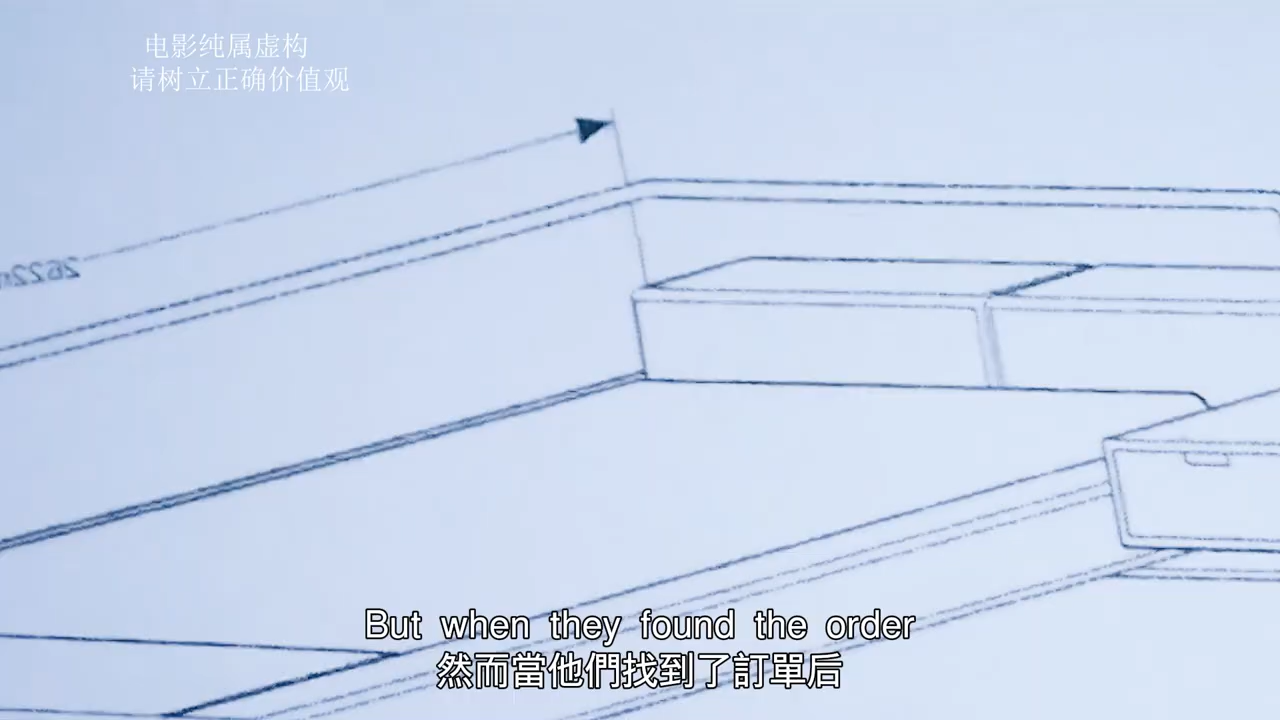 电影纯属虚构
请树立正确价值观
2622
But when they found the order
然而當他們找到了訂單后